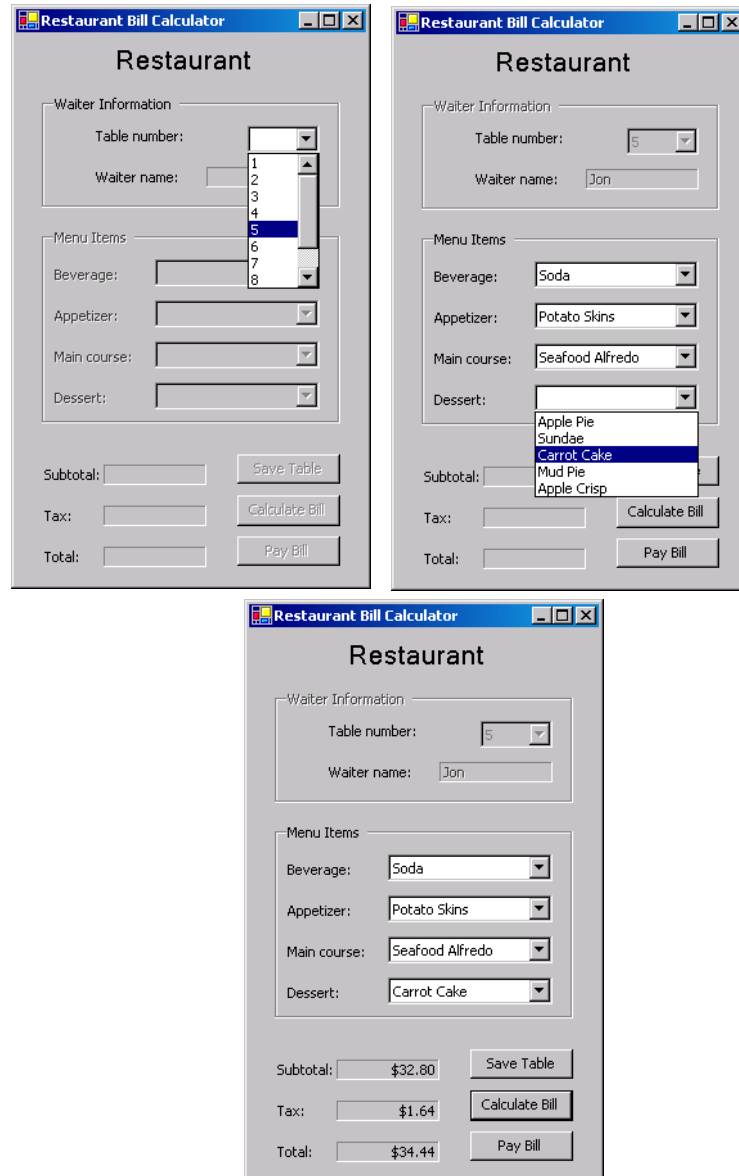 Restaurant Bill Calculator
Restaurant
Waiter Information
Table number:
1
Waiter name:
2
3
4
5
6
7
8
Menu Items
Beverage:
Appetizer:
Main course:
Dessert:
Subtotal: Save Table
Tax: Calculate Bill
Total: Pay Bill
Restaurant Bill Calculator
Restaurant
Waiter Information
Table number: 5
Waiter name: Jon
Menu Items
Beverage: Soda
Appetizer: Potato Skins
Main course: Seafood Alfredo
Dessert:
Apple Pie
Sundae
Carrot Cake
Mud Pie
Apple Crisp
Subtotal:
Tax: Calculate Bill
Total: Pay Bill
Restaurant Bill Calculator
Restaurant
Waiter Information
Table number: 5
Waiter name: Jon
Menu Items
Beverage: Soda
Appetizer: Potato Skins
Main course: Seafood Alfredo
Dessert: Carrot Cake
Subtotal: $32.80 Save Table
Tax: $1.64 Calculate Bill
Total: $34.44 Pay Bill